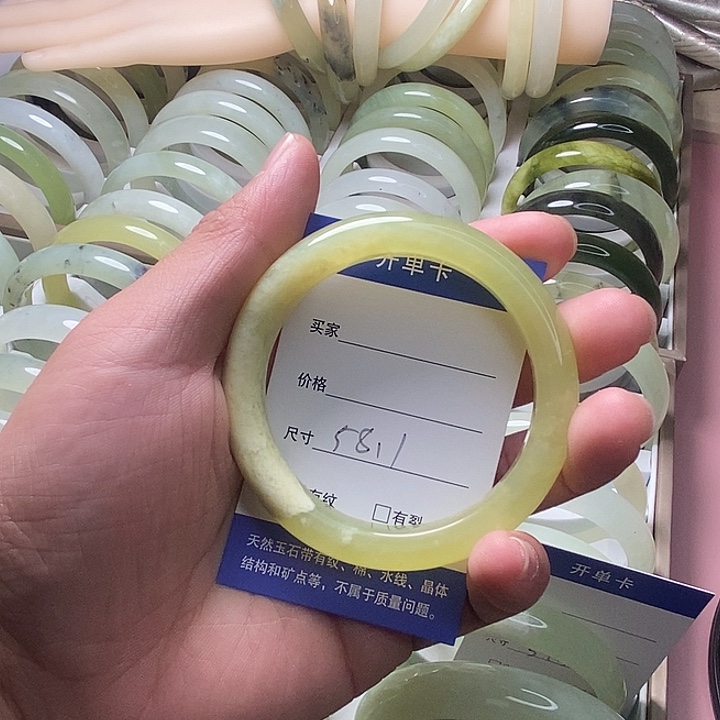 开单卡
买家
价格
尺寸 58.1
有纹 □有裂
天然玉石带有纹、棉、水线、晶体
结构和矿点等,不属于质量问题。
开单卡
尺寸